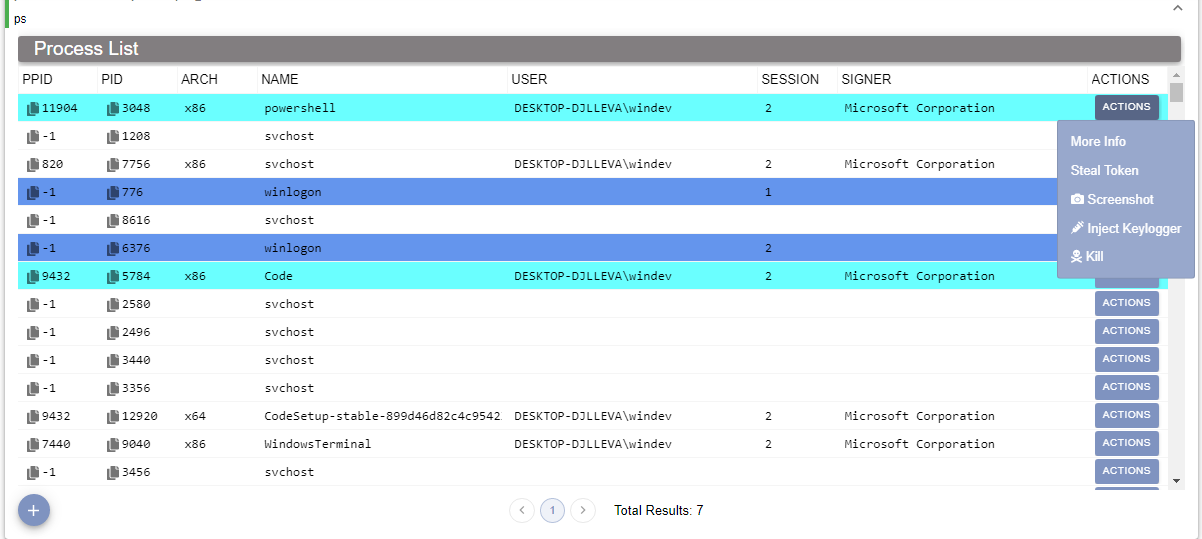 ps
Process List
PPID PID ARCH NAME USER SESSION SIGNER ACTIONS
11904 3048 x86 powershell DESKTOP-DJLLEVA\windev 2 Microsoft Corporation ACTIONS
-1 1208 svchost
More Info
820 7756 x86 svchost DESKTOP-DJLLEVA\windev 2 Microsoft Corporation
Steal Token
-1 776 winlogon 1
Screenshot
-1 8616 svchost
Inject Keylogger
-1 6376 winlogon 2
Kill
9432 5784 x86 Code DESKTOP-DJLLEVA\windev 2 Microsoft Corporation
-1 2580 svchost ACTIONS
-1 2496 svchost ACTIONS
-1 3440 svchost ACTIONS
-1 3356 svchost ACTIONS
9432 12920 x64 CodeSetup-stable-899d46d82c4c9542 DESKTOP-DJLLEVA\windev 2 Microsoft Corporation ACTIONS
7440 9040 x86 WindowsTerminal DESKTOP-DJLLEVA\windev 2 Microsoft Corporation ACTIONS
-1 3456 svchost ACTIONS
+ < 1 > Total Results: 7